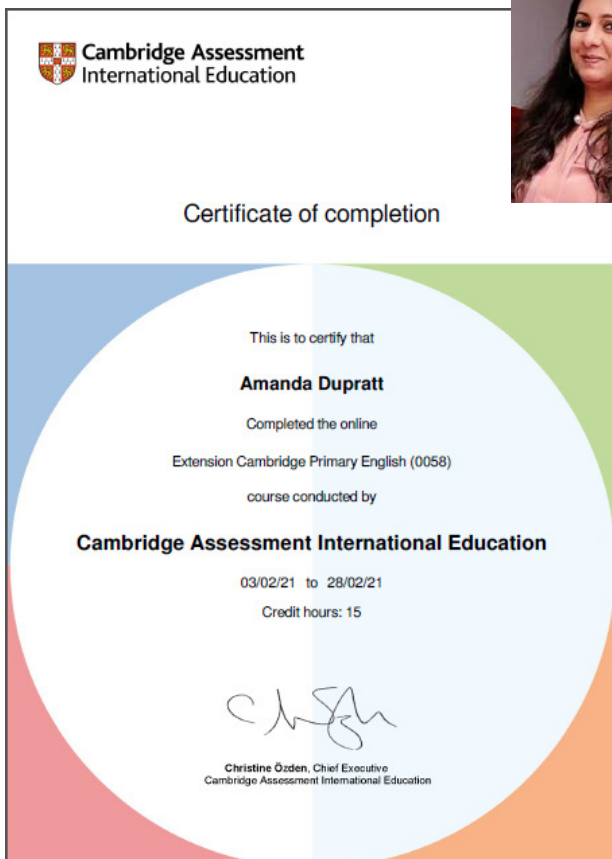 Cambridge Assessment
International Education
Certificate of completion
This is to certify that
Amanda Dupratt
Completed the online
Extension Cambridge Primary English (0058)
course conducted by
Cambridge Assessment International Education
03/02/21 to 28/02/21
Credit hours: 15
Christine Özden, Chief Executive
Cambridge Assessment International Education